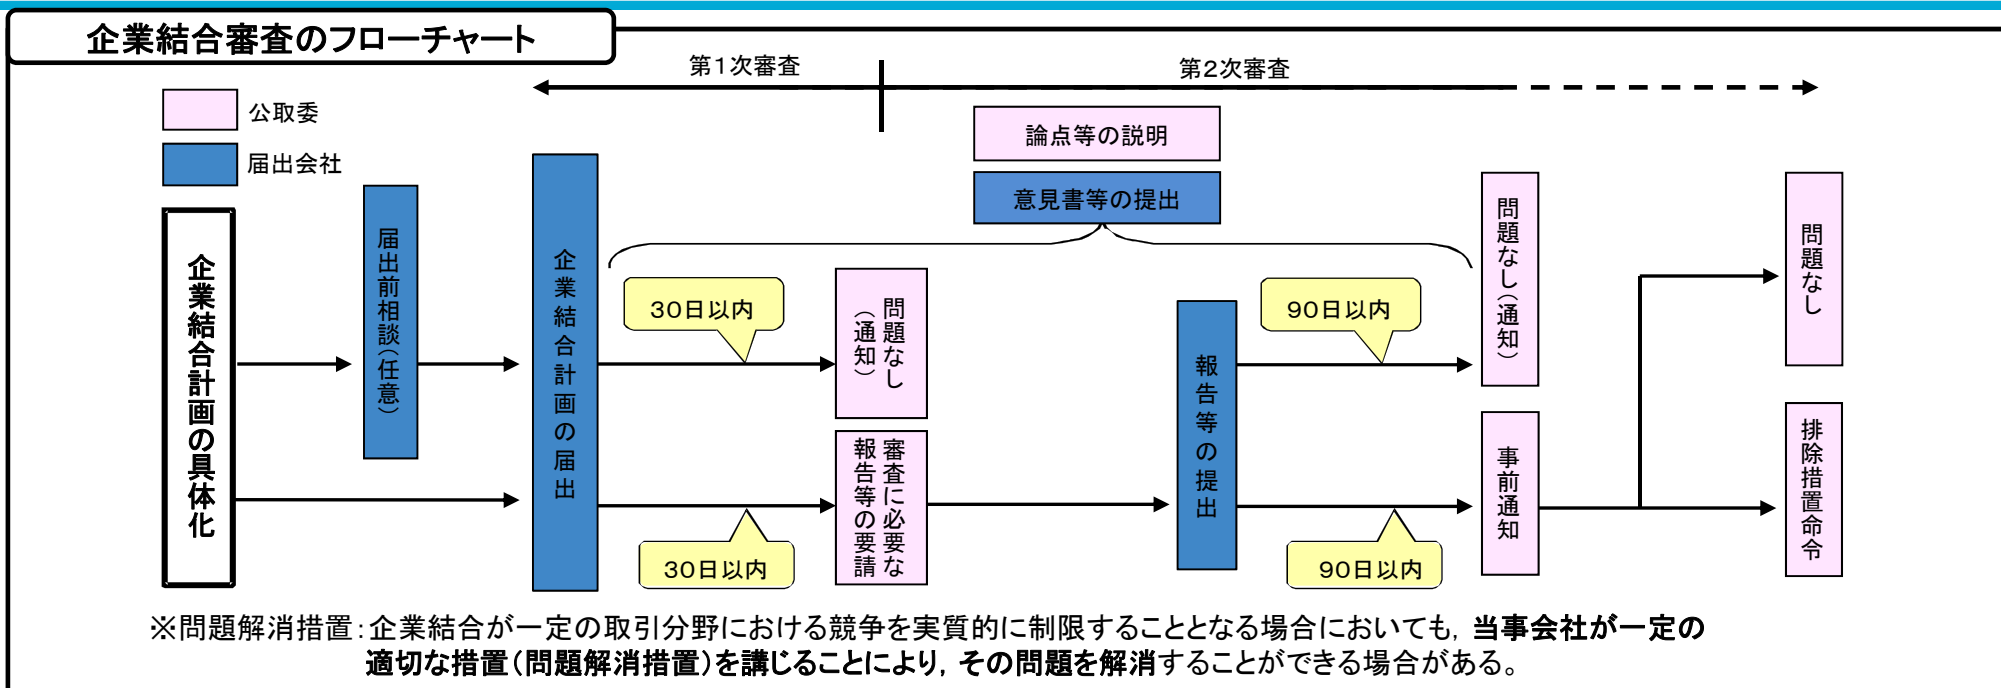 企業結合審査のフローチャート
第1次審査
第2次審査
公取委
届出会社
論点等の説明
意見書等の提出
企業結合計画の具体化
届出前相談（任意）
企業結合計画の届出
30日以内
問題なし
（通知）
30日以内
審査に必要な
報告等の要請
報告等の提出
90日以内
問題なし（通知）
90日以内
事前通知
問題なし
排除措置命令
※問題解消措置：企業結合が一定の取引分野における競争を実質的に制限することとなる場合においても，当事会社が一定の
適切な措置（問題解消措置）を講じることにより，その問題を解消することができる場合がある。